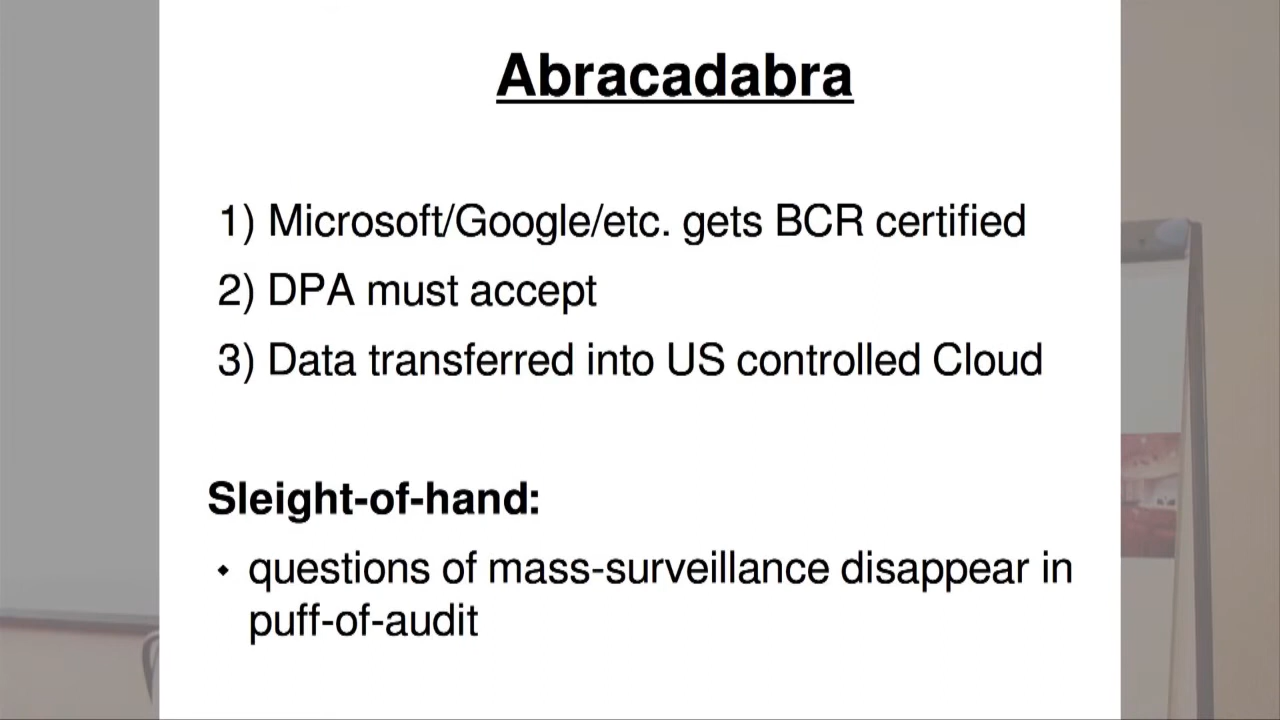 Abracadabra
1) Microsoft/Google/etc. gets BCR certified
2) DPA must accept
3) Data transferred into US controlled Cloud
Sleight-of-hand:
• questions of mass-surveillance disappear in
puff-of-audit